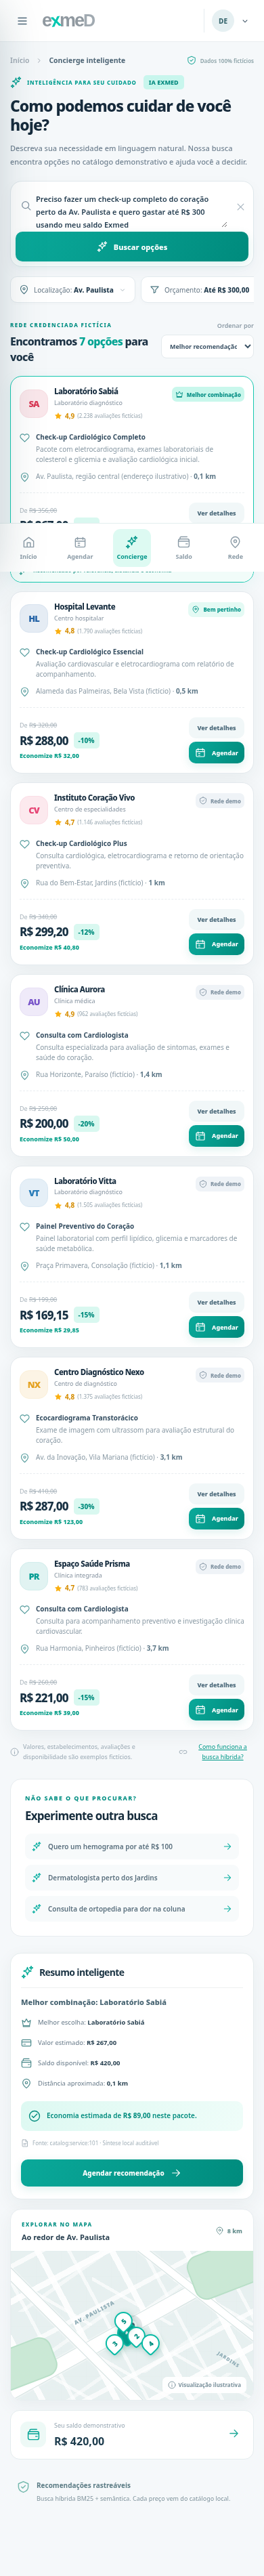 exmeD
DE
Início › Concierge inteligente
Dados 100% fictícios
INTELIGÊNCIA PARA SEU CUIDADO
IA EXMED
Como podemos cuidar de você
hoje?
Descreva sua necessidade em linguagem natural. Nossa busca
encontra opções no catálogo demonstrativo e ajuda você a decidir.
Preciso fazer um check-up completo do coração
perto da Av. Paulista e quero gastar até R$ 300
usando meu saldo Exmed
Buscar opções
Localização: Av. Paulista
Orçamento: Até R$ 300,00
REDE CREDENCIADA FICTÍCIA
Encontramos 7 opções para
você
Ordenar por
Melhor recomendação
SA
Laboratório Sabiá
Laboratório diagnóstico
4,9 (2.238 avaliações fictícias)
Melhor combinação
Check-up Cardiológico Completo
Pacote com eletrocardiograma, exames laboratoriais de
colesterol e glicemia e avaliação cardiológica inicial.
Av. Paulista, região central (endereço ilustrativo) · 0,1 km
De R$ 356,00
Ver detalhes
Início
Agendar
Concierge
Saldo
Rede
HL
Hospital Levante
Centro hospitalar
4,8 (1.790 avaliações fictícias)
Bem pertinho
Check-up Cardiológico Essencial
Avaliação cardiovascular e eletrocardiograma com relatório de
acompanhamento.
Alameda das Palmeiras, Bela Vista (fictício) · 0,5 km
De R$ 320,00
R$ 288,00 -10%
Economize R$ 32,00
Ver detalhes
Agendar
CV
Instituto Coração Vivo
Centro de especialidades
4,7 (1.146 avaliações fictícias)
Rede demo
Check-up Cardiológico Plus
Consulta cardiológica, eletrocardiograma e retorno de orientação
preventiva.
Rua do Bem-Estar, Jardins (fictício) · 1 km
De R$ 340,00
R$ 299,20 -12%
Economize R$ 40,80
Ver detalhes
Agendar
AU
Clínica Aurora
Clínica médica
4,9 (962 avaliações fictícias)
Rede demo
Consulta com Cardiologista
Consulta especializada para avaliação de sintomas, exames e
saúde do coração.
Rua Horizonte, Paraíso (fictício) · 1,4 km
De R$ 250,00
R$ 200,00 -20%
Economize R$ 50,00
Ver detalhes
Agendar
VT
Laboratório Vitta
Laboratório diagnóstico
4,8 (1.505 avaliações fictícias)
Rede demo
Painel Preventivo do Coração
Painel laboratorial com perfil lipídico, glicemia e marcadores de
saúde metabólica.
Praça Primavera, Consolação (fictício) · 1,1 km
De R$ 199,00
R$ 169,15 -15%
Economize R$ 29,85
Ver detalhes
Agendar
NX
Centro Diagnóstico Nexo
Centro de diagnóstico
4,8 (1.375 avaliações fictícias)
Rede demo
Ecocardiograma Transtorácico
Exame de imagem com ultrassom para avaliação estrutural do
coração.
Av. da Inovação, Vila Mariana (fictício) · 3,1 km
De R$ 410,00
R$ 287,00 -30%
Economize R$ 123,00
Ver detalhes
Agendar
PR
Espaço Saúde Prisma
Clínica integrada
4,7 (783 avaliações fictícias)
Rede demo
Consulta com Cardiologista
Consulta para acompanhamento preventivo e investigação clínica
cardiovascular.
Rua Harmonia, Pinheiros (fictício) · 3,7 km
De R$ 260,00
R$ 221,00 -15%
Economize R$ 39,00
Ver detalhes
Agendar
Valores, estabelecimentos, avaliações e
disponibilidade são exemplos fictícios.
Como funciona a
busca híbrida?
NÃO SABE O QUE PROCURAR?
Experimente outra busca
Quero um hemograma por até R$ 100
Dermatologista perto dos Jardins
Consulta de ortopedia para dor na coluna
Resumo inteligente
Melhor combinação: Laboratório Sabiá
Melhor escolha: Laboratório Sabiá
Valor estimado: R$ 267,00
Saldo disponível: R$ 420,00
Distância aproximada: 0,1 km
Economia estimada de R$ 89,00 neste pacote.
Fonte: catalog:service:101 · Síntese local auditável
Agendar recomendação
EXPLORAR NO MAPA
Ao redor de Av. Paulista
8 km
AV. PAULISTA
JARDINS
5
3
2
4
Visualização ilustrativa
Seu saldo demonstrativo
R$ 420,00
Recomendações rastreáveis
Busca híbrida BM25 + semântica. Cada preço vem do catálogo local.